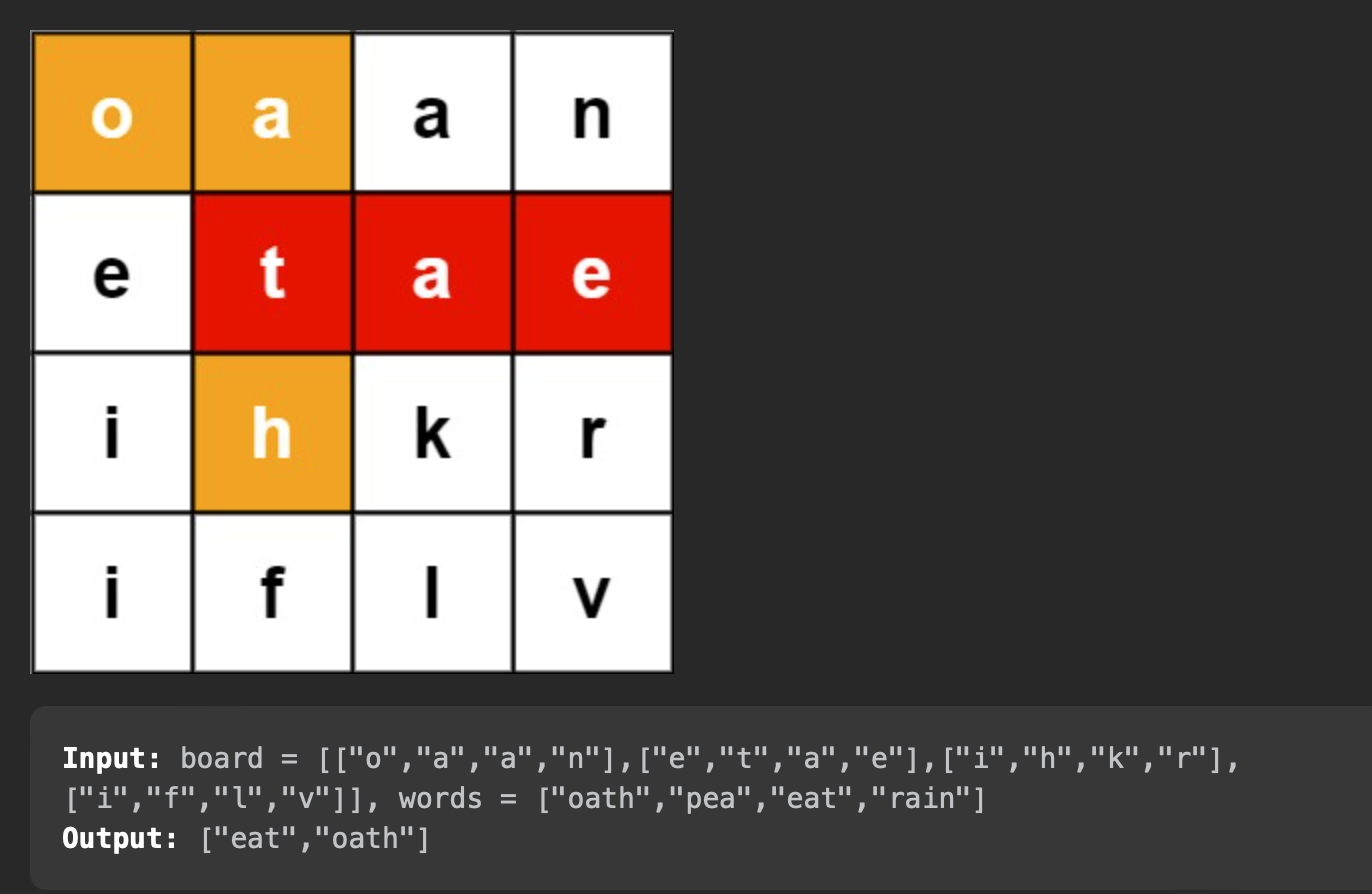 o a a n
e t a e
i h k r
i f l v
Input: board = [["o","a","a","n"],["e","t","a","e"],["i","h","k","r"],
["i","f","l","v"]], words = ["oath","pea","eat","rain"]
Output: ["eat","oath"]